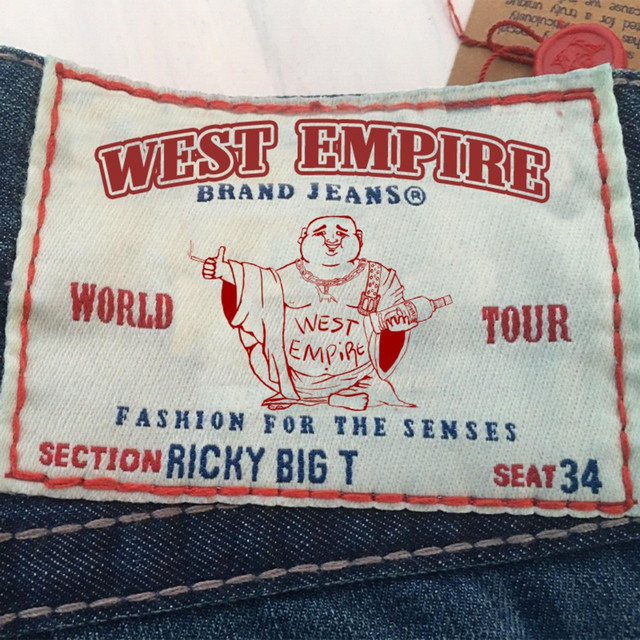 WEST EMPIRE
BRAND JEANS®
WORLD TOUR
WEST
EMPiRE
FASHION FOR THE SENSES
SECTION RICKY BIG T SEAT 34